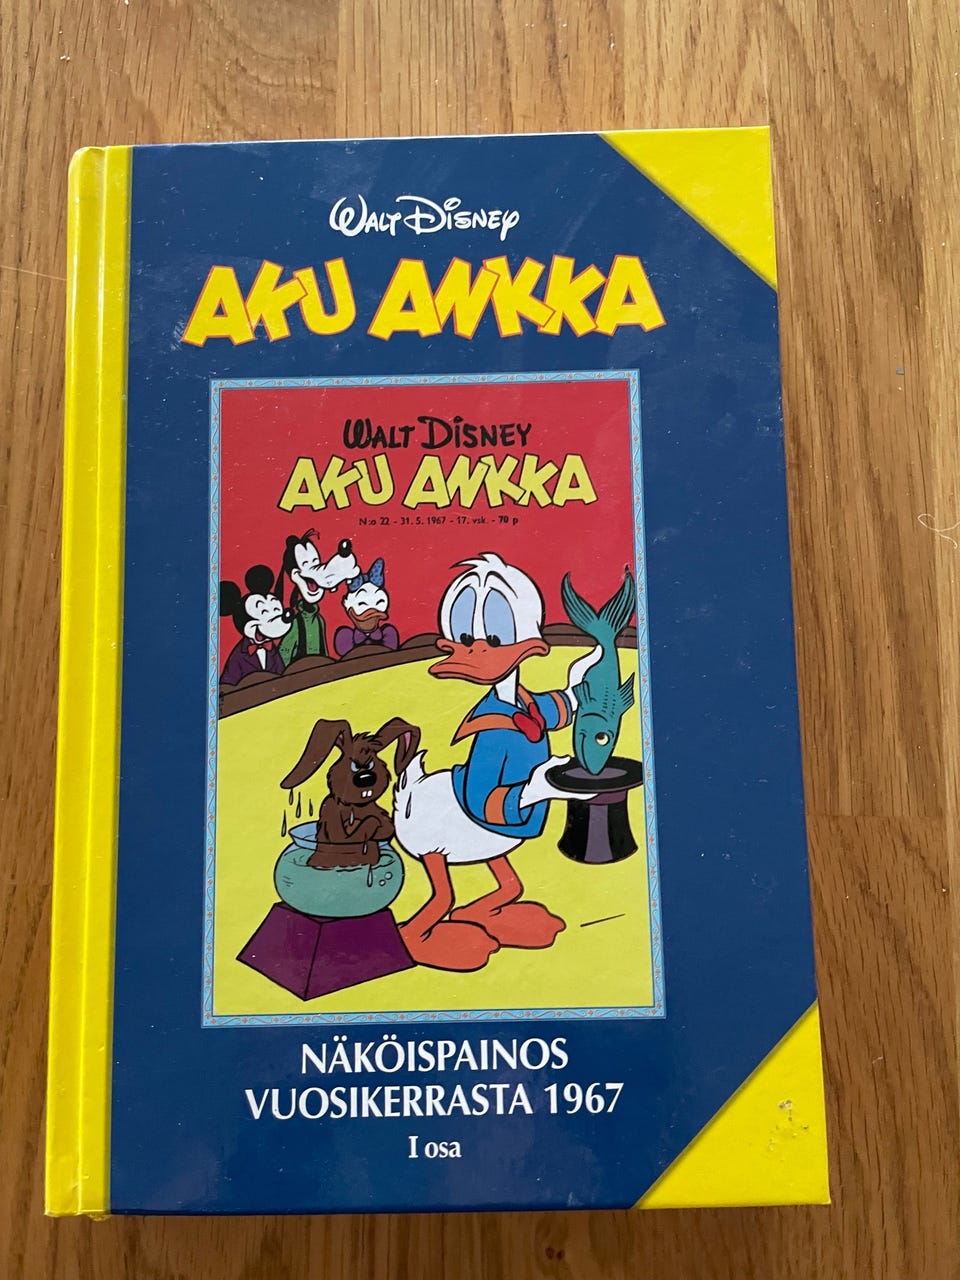 WALT DISNEY
AKU ANKKA
WALT DISNEY
AKU ANKKA
N:o 22 - 31. 5. 1967 - 17. vsk. - 70 p
NÄKÖISPAINOS
VUOSIKERRASTA 1967
I osa